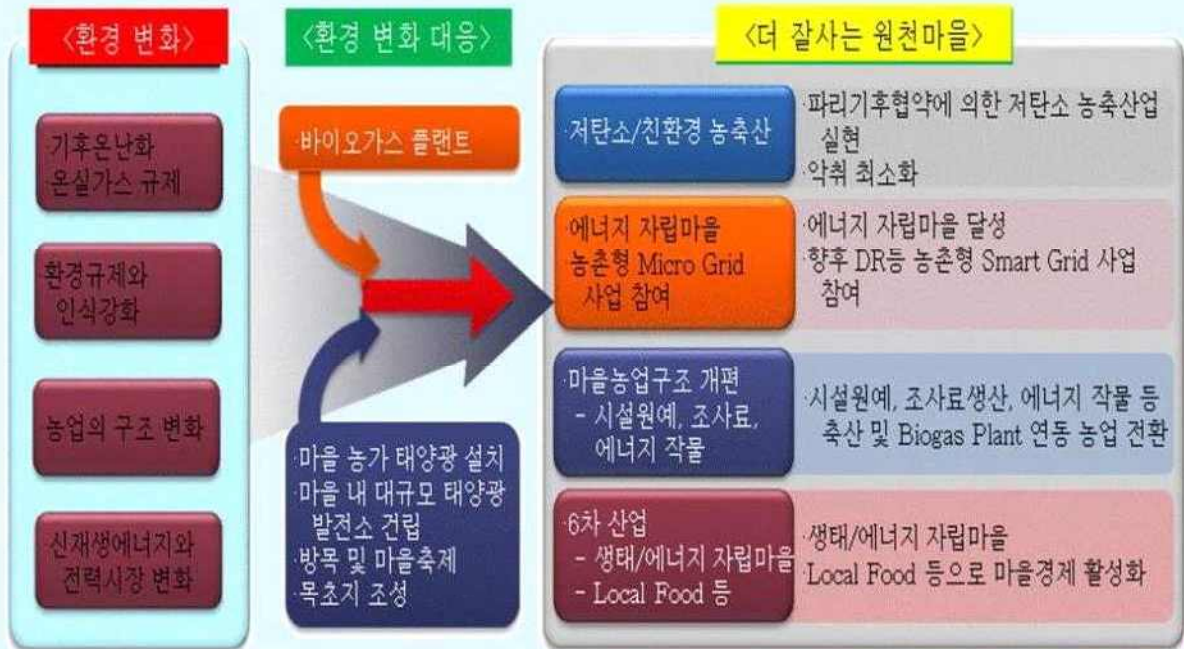 <환경 변화>
·기후온난화
·온실가스 규제
·환경규제와
인식강화
·농업의 구조 변화
·신재생에너지와
전력시장 변화
<환경 변화 대응>
·바이오가스 플랜트
·마을 농가 태양광 설치
·마을 내 대규모 태양광
발전소 건립
·방목 및 마을축제
·목초지 조성
<더 잘사는 원천마을>
·저탄소/친환경 농축산
·파리기후협약에 의한 저탄소 농축산업
실현
·악취 최소화
·에너지 자립마을
·농촌형 Micro Grid
사업 참여
·에너지 자립마을 달성
·향후 DR등 농촌형 Smart Grid 사업
참여
·마을농업구조 개편
- 시설원예, 조사료,
에너지 작물
·시설원예, 조사료생산, 에너지 작물 등
축산 및 Biogas Plant 연동 농업 전환
·6차 산업
- 생태/에너지 자립마을
- Local Food 등
·생태/에너지 자립마을
·Local Food 등으로 마을경제 활성화